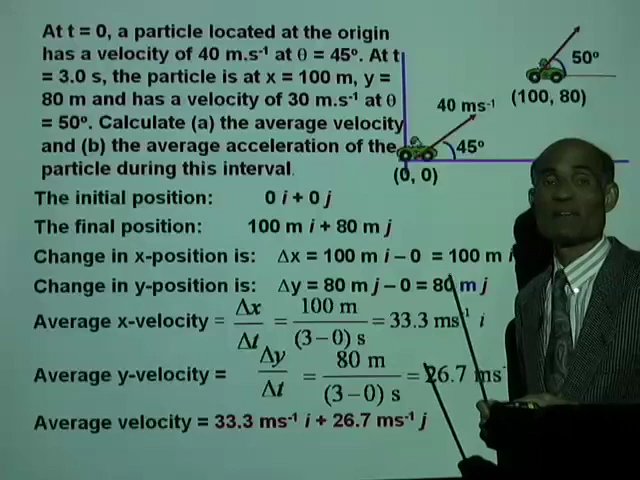 At t = 0, a particle located at the origin
has a velocity of 40 m.s⁻¹ at θ = 45º. At t
= 3.0 s, the particle is at x = 100 m, y =
80 m and has a velocity of 30 m.s⁻¹ at θ
= 50º. Calculate (a) the average velocity
and (b) the average acceleration of the
particle during this interval.
50º
(100, 80)
40 ms⁻¹
45º
(0, 0)
The initial position: 0 i + 0 j
The final position: 100 m i + 80 m j
Change in x-position is: Δx = 100 m i – 0 = 100 m i
Change in y-position is: Δy = 80 m j – 0 = 80 m j
Average x-velocity = Δx/Δt = 100 m/(3 – 0) s = 33.3 ms⁻¹ i
Average y-velocity = Δy/Δt = 80 m/(3 – 0) s = 26.7 ms⁻
Average velocity = 33.3 ms⁻¹ i + 26.7 ms⁻¹ j